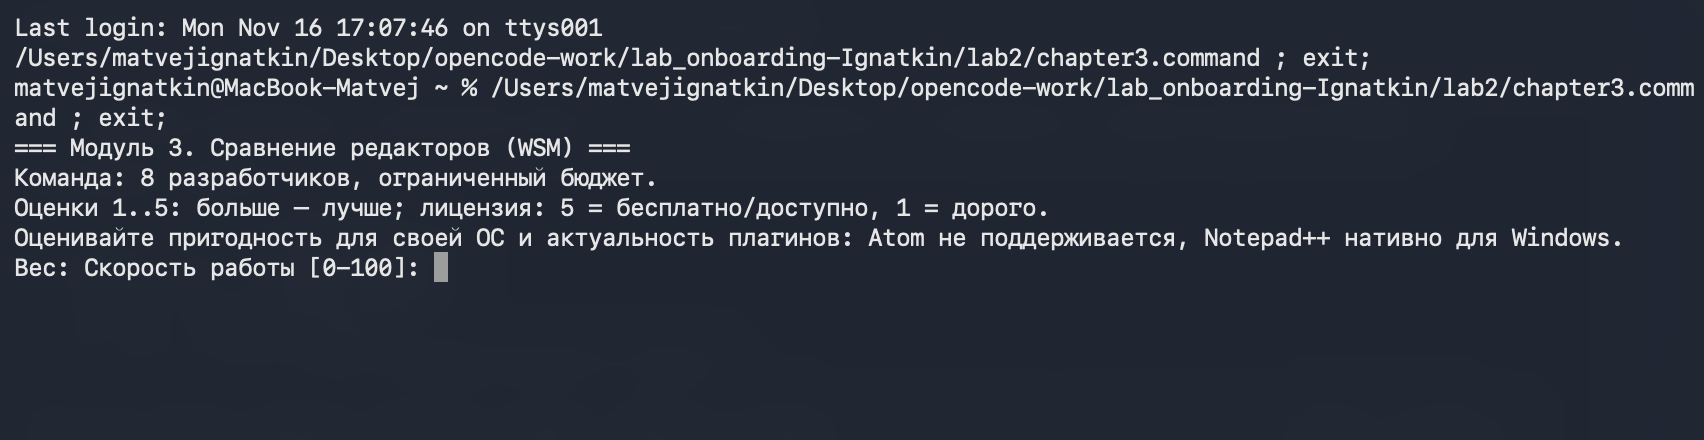 Last login: Mon Nov 16 17:07:46 on ttys001
/Users/matvejignatkin/Desktop/opencode-work/lab_onboarding-Ignatkin/lab2/chapter3.command ; exit;
matvejignatkin@MacBook-Matvej ~ % /Users/matvejignatkin/Desktop/opencode-work/lab_onboarding-Ignatkin/lab2/chapter3.comm
and ; exit;
=== Модуль 3. Сравнение редакторов (WSM) ===
Команда: 8 разработчиков, ограниченный бюджет.
Оценки 1..5: больше — лучше; лицензия: 5 = бесплатно/доступно, 1 = дорого.
Оценивайте пригодность для своей ОС и актуальность плагинов: Atom не поддерживается, Notepad++ нативно для Windows.
Вес: Скорость работы [0–100]: